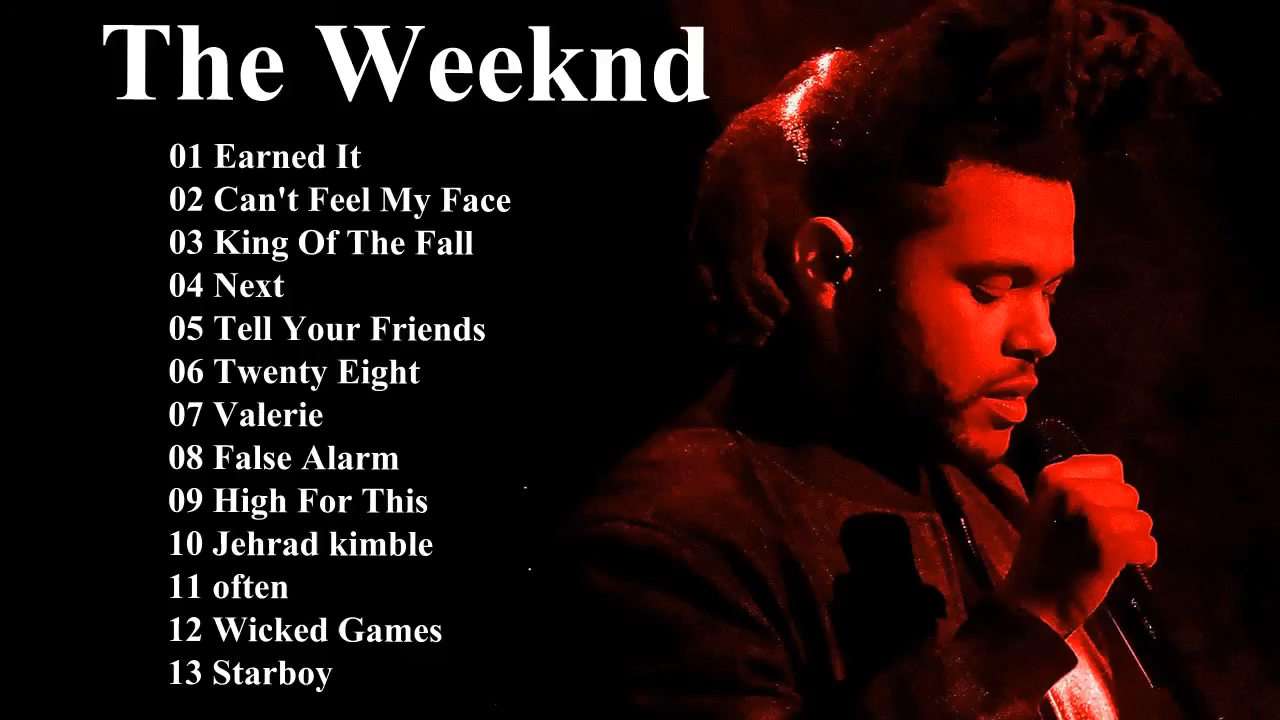 The Weeknd
01 Earned It
02 Can't Feel My Face
03 King Of The Fall
04 Next
05 Tell Your Friends
06 Twenty Eight
07 Valerie
08 False Alarm
09 High For This
10 Jehrad kimble
11 often
12 Wicked Games
13 Starboy